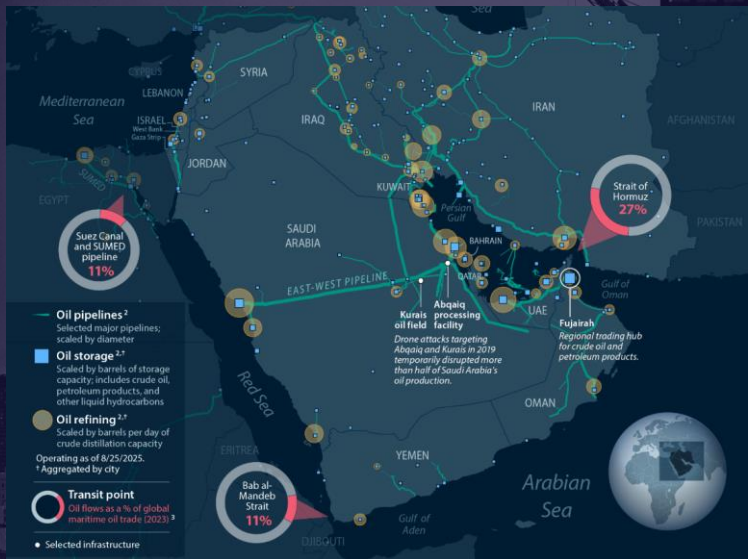 Sea
CYPRUS
SYRIA
LEBANON
Mediterranean
Sea
ISRAEL
West Bank
Gaza Strip
IRAQ
IRAN
AFGHANISTAN
JORDAN
SUMED
EGYPT
KUWAIT
Strait of
Hormuz
27%
PAKISTAN
Persian
Gulf
Suez Canal
and SUMED
pipeline
11%
SAUDI
ARABIA
BAHRAIN
QATAR
EAST-WEST PIPELINE
Gulf of
Oman
UAE
Kurais
oil field
Abqaiq
processing
facility
Drone attacks targeting
Abqaiq and Kurais in 2019
temporarily disrupted more
than half of Saudi Arabia's
oil production.
Fujairah
Regional trading hub
for crude oil and
petroleum products.
Oil pipelines 2
Selected major pipelines;
scaled by diameter
Oil storage 2,†
Scaled by barrels of storage
capacity; includes crude oil,
petroleum products, and
other liquid hydrocarbons
Oil refining 2,†
Scaled by barrels per day of
crude distillation capacity
Operating as of 8/25/2025.
† Aggregated by city
Transit point
Oil flows as a % of global
maritime oil trade (2023) 3
Selected infrastructure
Red Sea
OMAN
ERITREA
YEMEN
Bab al-
Mandeb
Strait
11%
Arabian
Sea
Gulf of
Aden
DJIBOUTI